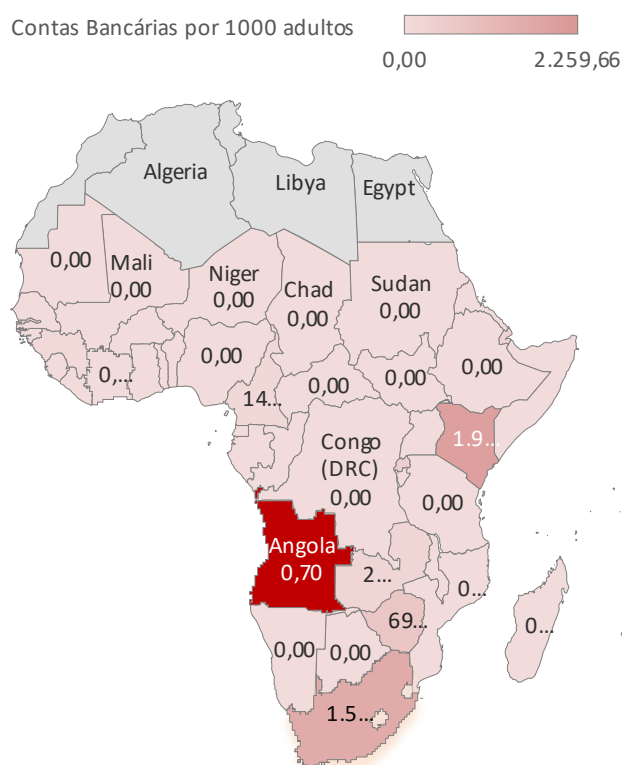 Contas Bancárias por 1000 adultos
0,00 2.259,66
Algeria
Libya
Egypt
0,00
Mali
0,00
Niger
0,00
Chad
0,00
Sudan
0,00
0,00
0,00
0,...
14...
0,00
0,00
1.9...
Congo
(DRC)
0,00
0,00
Angola
0,70
2...
0...
69...
0...
0,00
0,00
1.5...